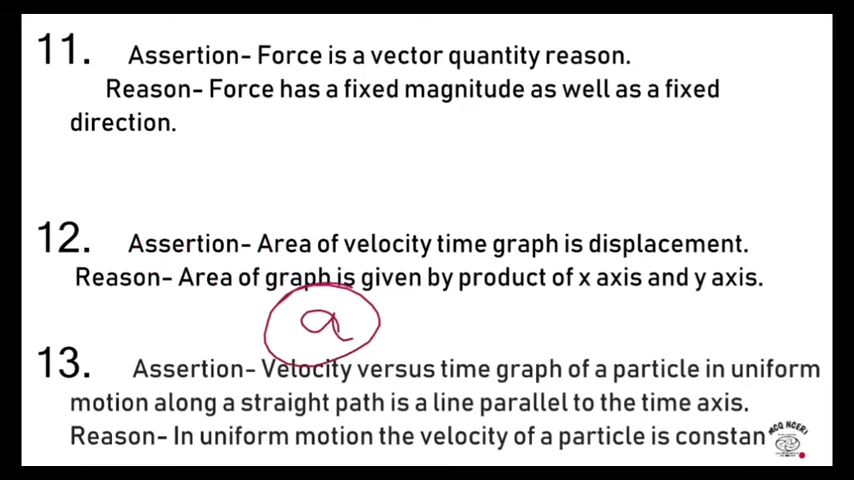 11. Assertion- Force is a vector quantity reason.
Reason- Force has a fixed magnitude as well as a fixed
direction.
12. Assertion- Area of velocity time graph is displacement.
Reason- Area of graph is given by product of x axis and y axis.
a
13. Assertion- Velocity versus time graph of a particle in uniform
motion along a straight path is a line parallel to the time axis.
Reason- In uniform motion the velocity of a particle is constan
MCQ NCERT